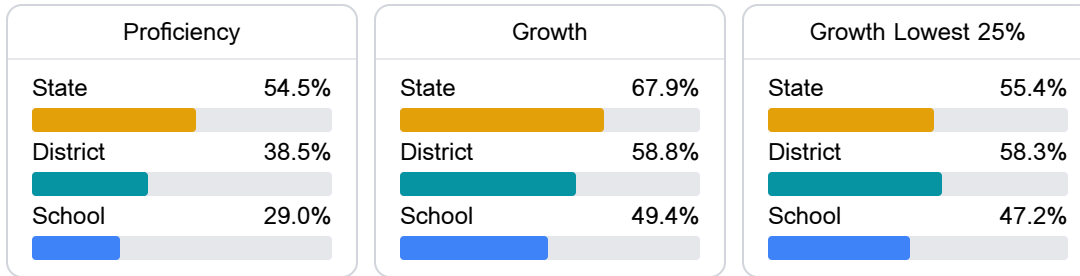 Proficiency
State 54.5%
District 38.5%
School 29.0%
Growth
State 67.9%
District 58.8%
School 49.4%
Growth Lowest 25%
State 55.4%
District 58.3%
School 47.2%